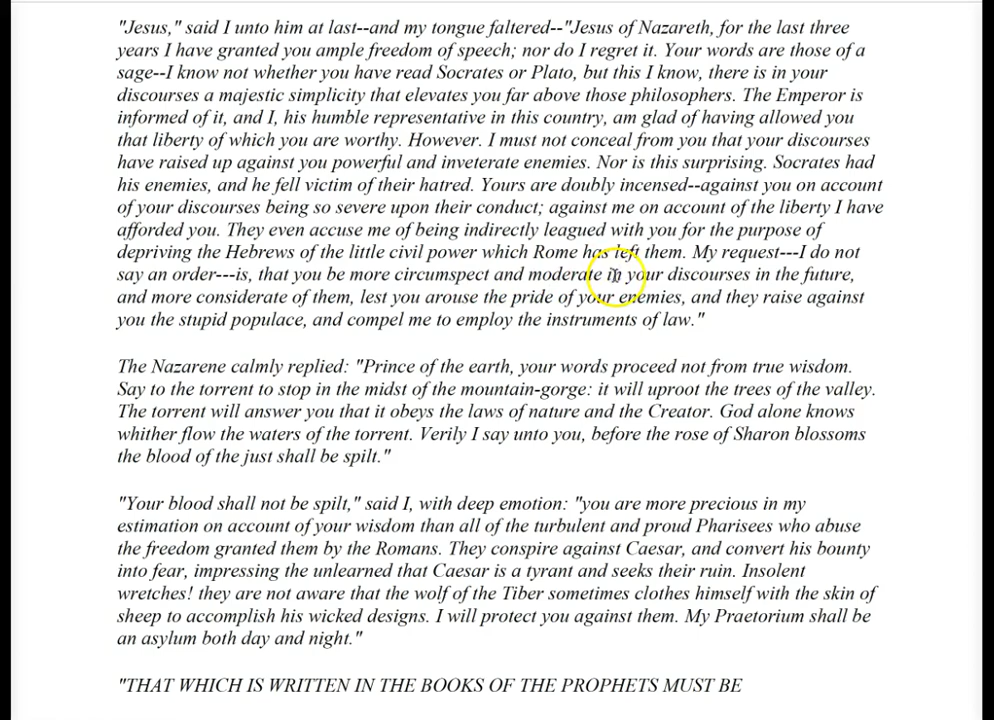 "Jesus," said I unto him at last--and my tongue faltered--"Jesus of Nazareth, for the last three
years I have granted you ample freedom of speech; nor do I regret it. Your words are those of a
sage--I know not whether you have read Socrates or Plato, but this I know, there is in your
discourses a majestic simplicity that elevates you far above those philosophers. The Emperor is
informed of it, and I, his humble representative in this country, am glad of having allowed you
that liberty of which you are worthy. However. I must not conceal from you that your discourses
have raised up against you powerful and inveterate enemies. Nor is this surprising. Socrates had
his enemies, and he fell victim of their hatred. Yours are doubly incensed--against you on account
of your discourses being so severe upon their conduct; against me on account of the liberty I have
afforded you. They even accuse me of being indirectly leagued with you for the purpose of
depriving the Hebrews of the little civil power which Rome has left them. My request---I do not
say an order---is, that you be more circumspect and moderate in your discourses in the future,
and more considerate of them, lest you arouse the pride of your enemies, and they raise against
you the stupid populace, and compel me to employ the instruments of law."
The Nazarene calmly replied: "Prince of the earth, your words proceed not from true wisdom.
Say to the torrent to stop in the midst of the mountain-gorge: it will uproot the trees of the valley.
The torrent will answer you that it obeys the laws of nature and the Creator. God alone knows
whither flow the waters of the torrent. Verily I say unto you, before the rose of Sharon blossoms
the blood of the just shall be spilt."
"Your blood shall not be spilt," said I, with deep emotion: "you are more precious in my
estimation on account of your wisdom than all of the turbulent and proud Pharisees who abuse
the freedom granted them by the Romans. They conspire against Caesar, and convert his bounty
into fear, impressing the unlearned that Caesar is a tyrant and seeks their ruin. Insolent
wretches! they are not aware that the wolf of the Tiber sometimes clothes himself with the skin of
sheep to accomplish his wicked designs. I will protect you against them. My Praetorium shall be
an asylum both day and night."
"THAT WHICH IS WRITTEN IN THE BOOKS OF THE PROPHETS MUST BE